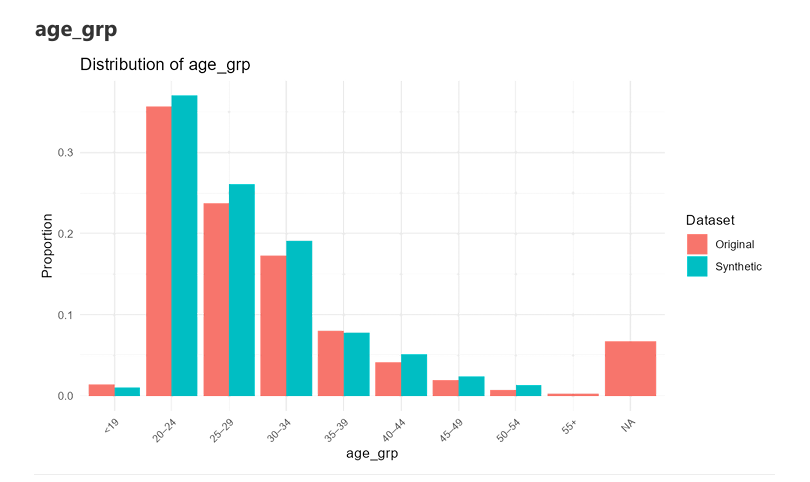 age_grp
Distribution of age_grp
Proportion
0.3
0.2
0.1
0.0
<19
20–24
25–29
30–34
35–39
40–44
45–49
50–54
55+
NA
age_grp
Dataset
Original
Synthetic